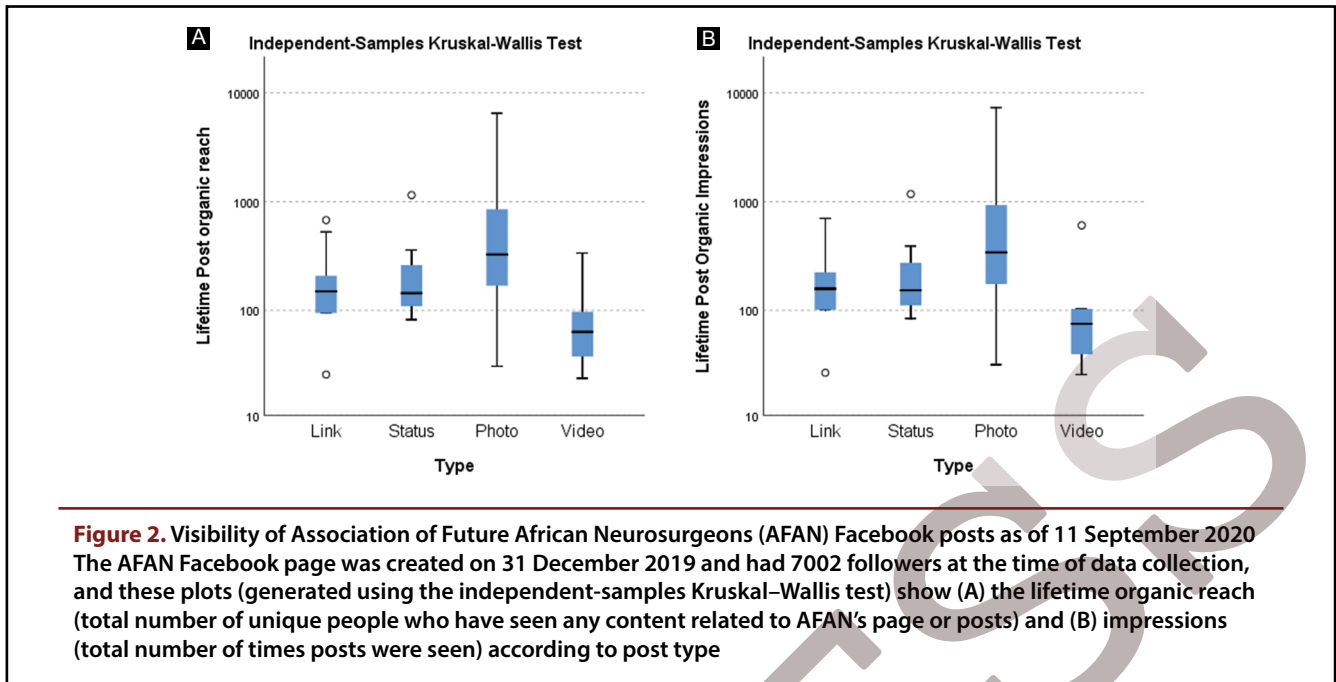 A
Independent-Samples Kruskal-Wallis Test
Lifetime Post organic reach
10000
1000
100
10
Link Status Photo Video
Type
B
Independent-Samples Kruskal-Wallis Test
Lifetime Post Organic Impressions
10000
1000
100
10
Link Status Photo Video
Type
Figure 2. Visibility of Association of Future African Neurosurgeons (AFAN) Facebook posts as of 11 September 2020
The AFAN Facebook page was created on 31 December 2019 and had 7002 followers at the time of data collection,
and these plots (generated using the independent-samples Kruskal–Wallis test) show (A) the lifetime organic reach
(total number of unique people who have seen any content related to AFAN’s page or posts) and (B) impressions
(total number of times posts were seen) according to post type